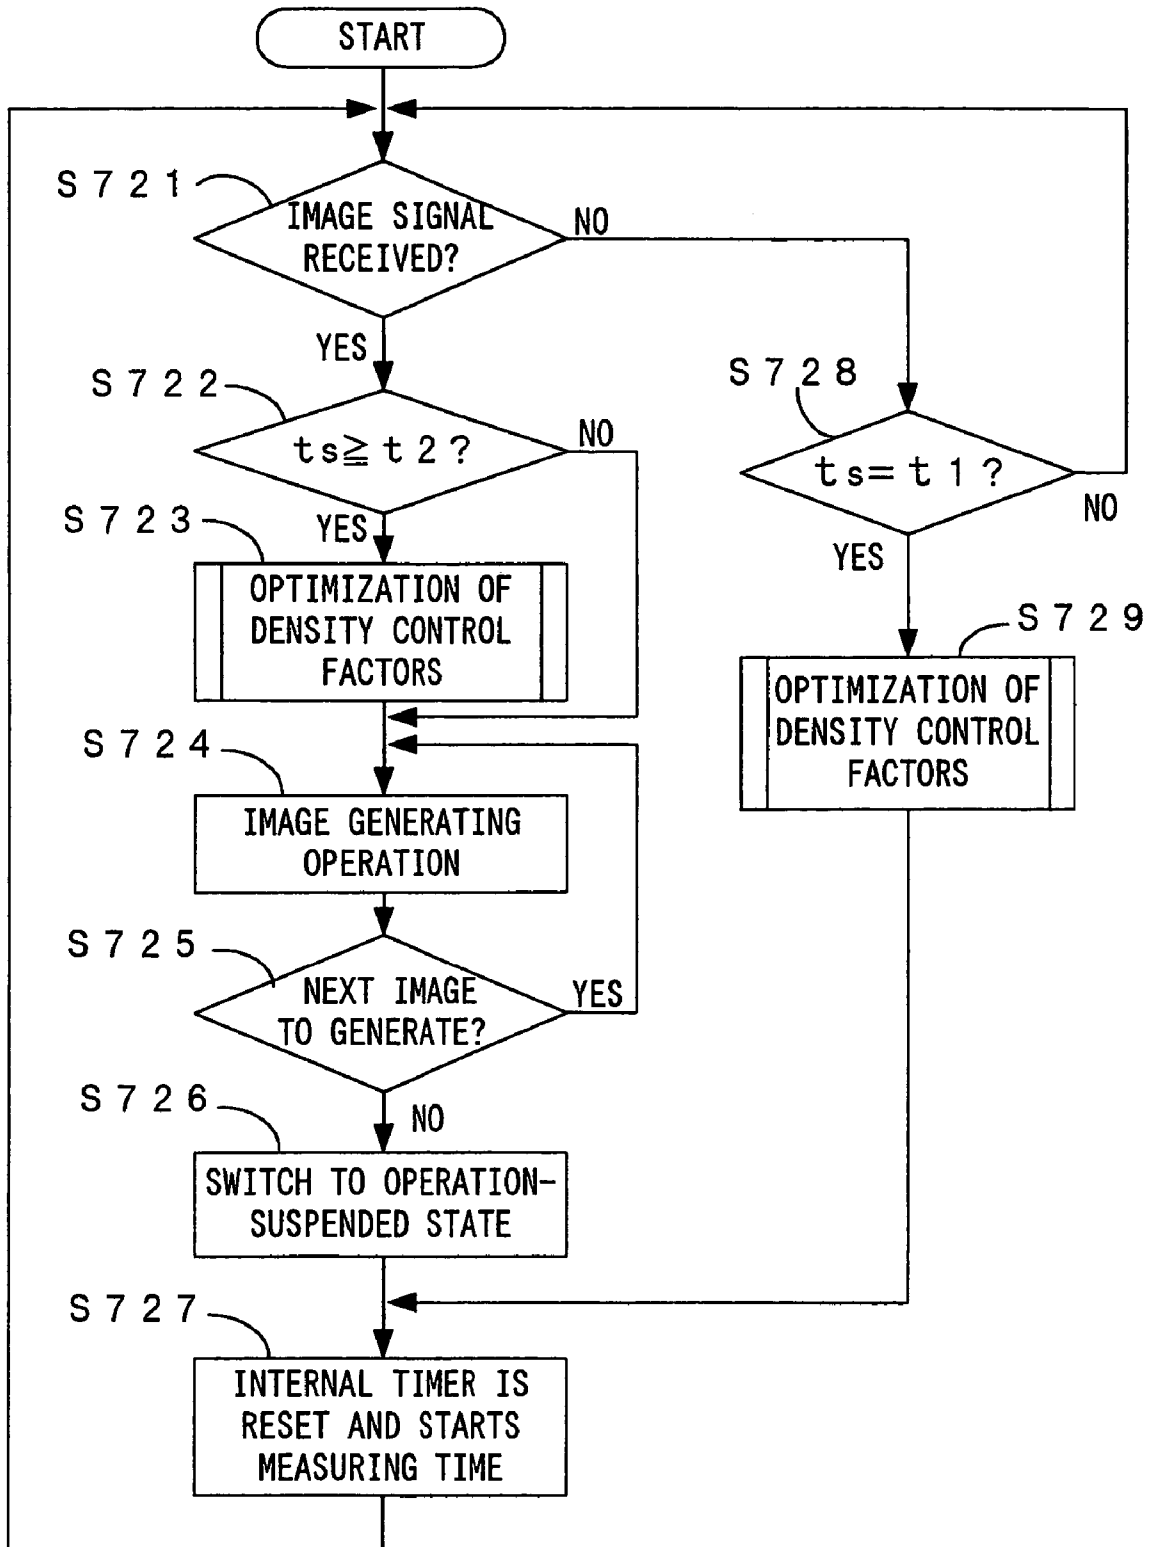 START
S721
IMAGE SIGNAL
RECEIVED?
NO
YES
S722
ts≧t2?
NO
YES
S728
ts=t1?
NO
YES
S723
OPTIMIZATION OF
DENSITY CONTROL
FACTORS
S729
OPTIMIZATION OF
DENSITY CONTROL
FACTORS
S724
IMAGE GENERATING
OPERATION
S725
NEXT IMAGE
TO GENERATE?
YES
NO
S726
SWITCH TO OPERATION-
SUSPENDED STATE
S727
INTERNAL TIMER IS
RESET AND STARTS
MEASURING TIME